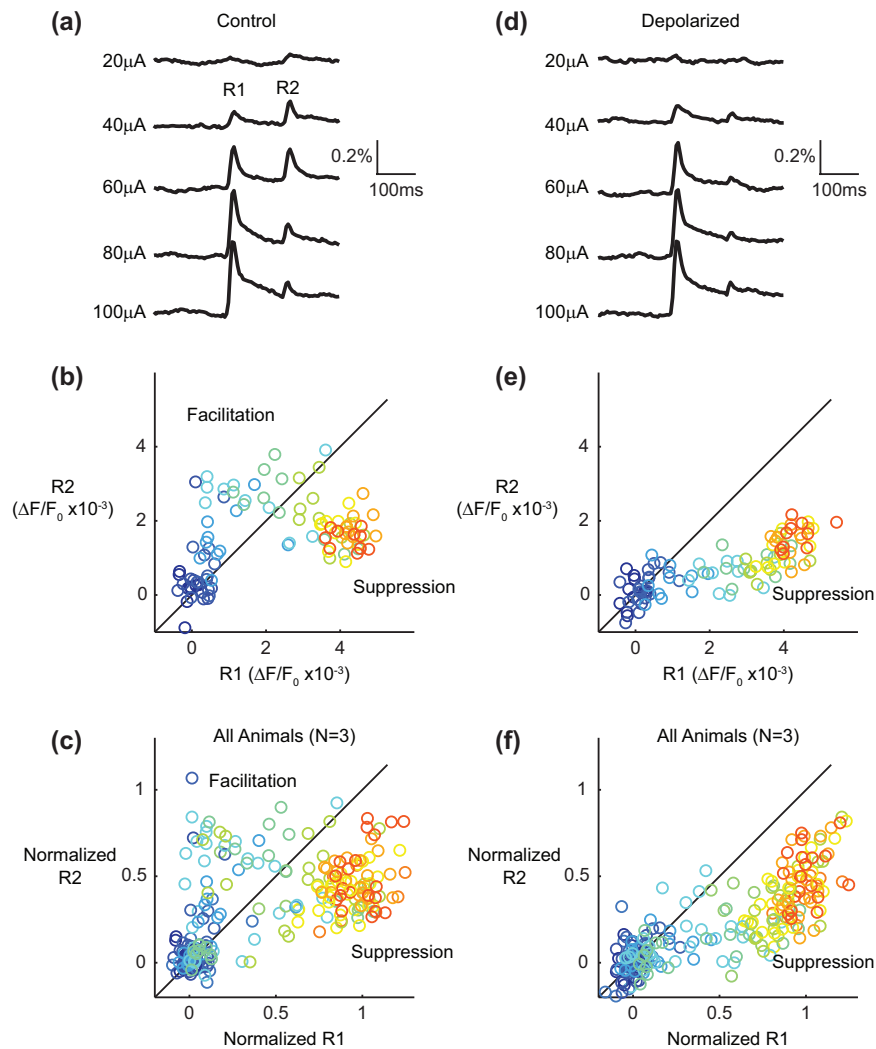 (a)
Control
20μA
R1
R2
40μA
0.2%
100ms
60μA
80μA
100μA
(d)
Depolarized
20μA
40μA
0.2%
100ms
60μA
80μA
100μA
(b)
Facilitation
4
R2
(ΔF/F₀ x10⁻³)
2
0
Suppression
0
2
4
R1 (ΔF/F₀ x10⁻³)
(e)
4
R2
(ΔF/F₀ x10⁻³)
2
0
Suppression
0
2
4
R1 (ΔF/F₀ x10⁻³)
(c)
All Animals (N=3)
Facilitation
1
Normalized
R2
0.5
0
Suppression
0
0.5
1
Normalized R1
(f)
All Animals (N=3)
1
Normalized
R2
0.5
0
Suppression
0
0.5
1
Normalized R1